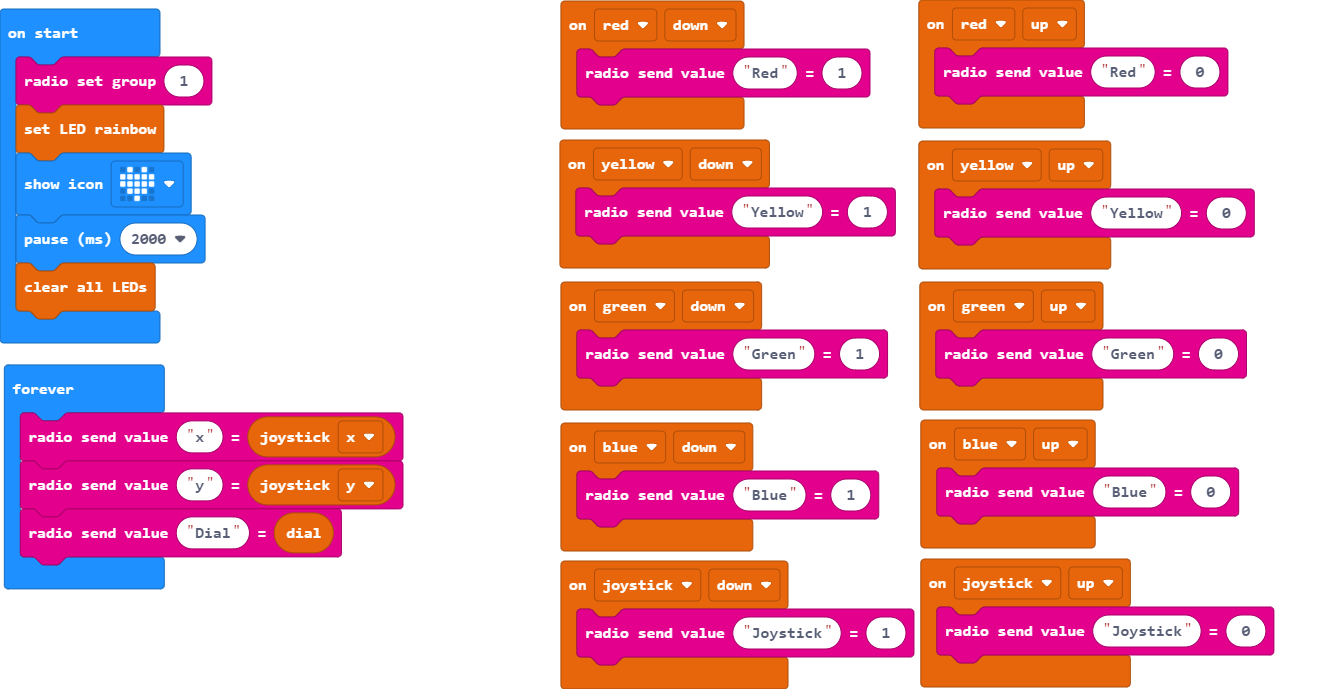 on start
radio set group 1
set LED rainbow
show icon
pause (ms) 2000
clear all LEDs
forever
radio send value "x" = joystick x
radio send value "y" = joystick y
radio send value "Dial" = dial
on red down
radio send value "Red" = 1
on yellow down
radio send value "Yellow" = 1
on green down
radio send value "Green" = 1
on blue down
radio send value "Blue" = 1
on joystick down
radio send value "Joystick" = 1
on red up
radio send value "Red" = 0
on yellow up
radio send value "Yellow" = 0
on green up
radio send value "Green" = 0
on blue up
radio send value "Blue" = 0
on joystick up
radio send value "Joystick" = 0